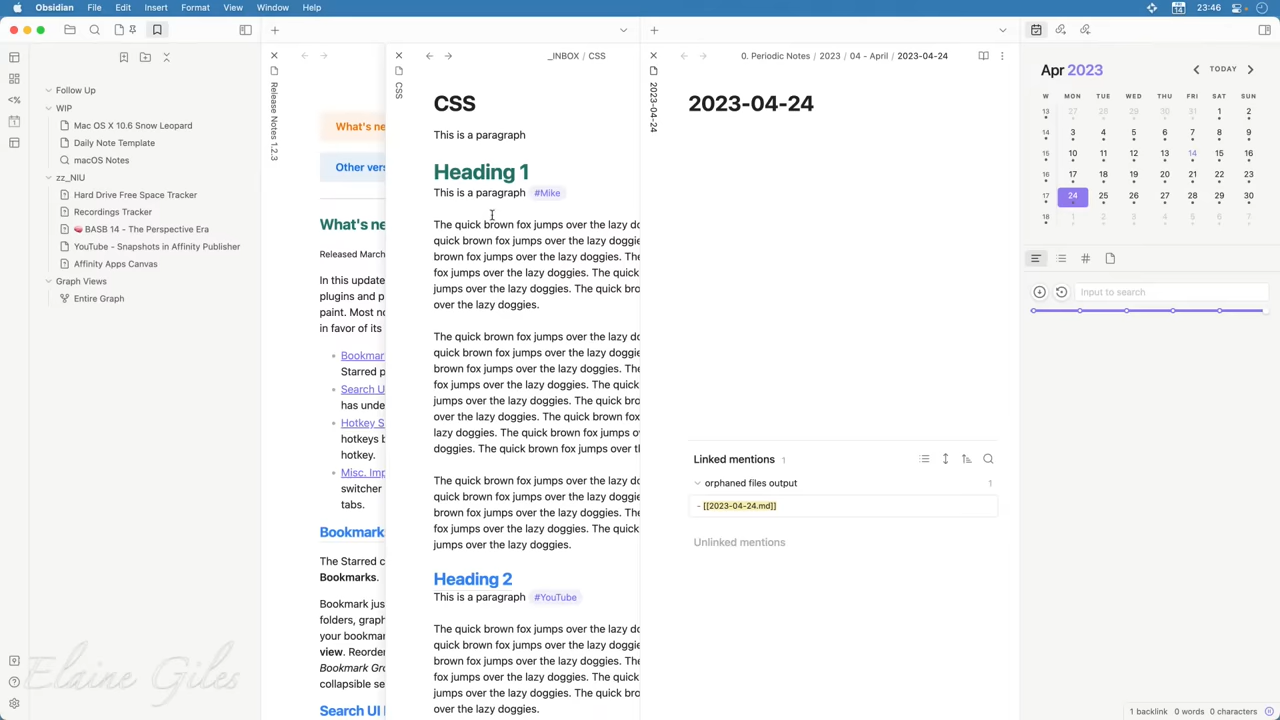 Obsidian File Edit View Insert Format Window Help
23:46
Follow Up
WIP
Mac OS X 10.6 Snow Leopard
Daily Note Template
macOS Notes
zz_NIU
Hard Drive Free Space Tracker
Recordings Tracker
🧠 BASB 14 - The Perspective Era
YouTube - Snapshots in Affinity Publisher
Affinity Apps Canvas
Graph Views
Entire Graph
Elaine Giles
Release Notes 1.2.3
What's ne
Other vers
What's ne
Released March
In this update
plugins and p
paint. Most no
in favor of its
Bookmar
Starred p
Search U
has unde
Hotkey S
hotkeys b
hotkey.
Misc. Imp
switcher
tabs.
Bookmark
The Starred c
Bookmarks.
Bookmark jus
folders, graph
your bookmar
view. Reorder
Bookmark Gro
collapsible se
Search UI
CSS
_INBOX / CSS
CSS
This is a paragraph
Heading 1
This is a paragraph #Mike
The quick brown fox jumps over the lazy do
quick brown fox jumps over the lazy doggie
brown fox jumps over the lazy doggies. The
fox jumps over the lazy doggies. The quick
jumps over the lazy doggies. The quick bro
over the lazy doggies.
The quick brown fox jumps over the lazy do
quick brown fox jumps over the lazy doggie
brown fox jumps over the lazy doggies. The
fox jumps over the lazy doggies. The quick
jumps over the lazy doggies. The quick bro
over the lazy doggies. The quick brown fox
lazy doggies. The quick brown fox jumps ov
doggies. The quick brown fox jumps over t
The quick brown fox jumps over the lazy do
quick brown fox jumps over the lazy doggie
brown fox jumps over the lazy doggies. The
fox jumps over the lazy doggies. The quick
jumps over the lazy doggies.
Heading 2
This is a paragraph #YouTube
The quick brown fox jumps over the lazy do
quick brown fox jumps over the lazy doggie
brown fox jumps over the lazy doggies. The
fox jumps over the lazy doggies. The quick
jumps over the lazy doggies. The quick bro
over the lazy doggies.
2023-04-24
0. Periodic Notes / 2023 / 04 - April / 2023-04-24
2023-04-24
Linked mentions 1
orphaned files output 1
- [[2023-04-24.md]]
Unlinked mentions
Apr 2023
TODAY
W MON TUE WED THU FRI SAT SUN
13 27 28 29 30 31 1 2
14 3 4 5 6 7 8 9
15 10 11 12 13 14 15 16
16 17 18 19 20 21 22 23
17 24 25 26 27 28 29 30
18 1 2 3 4 5 6 7
Input to search
1 backlink 0 words 0 characters